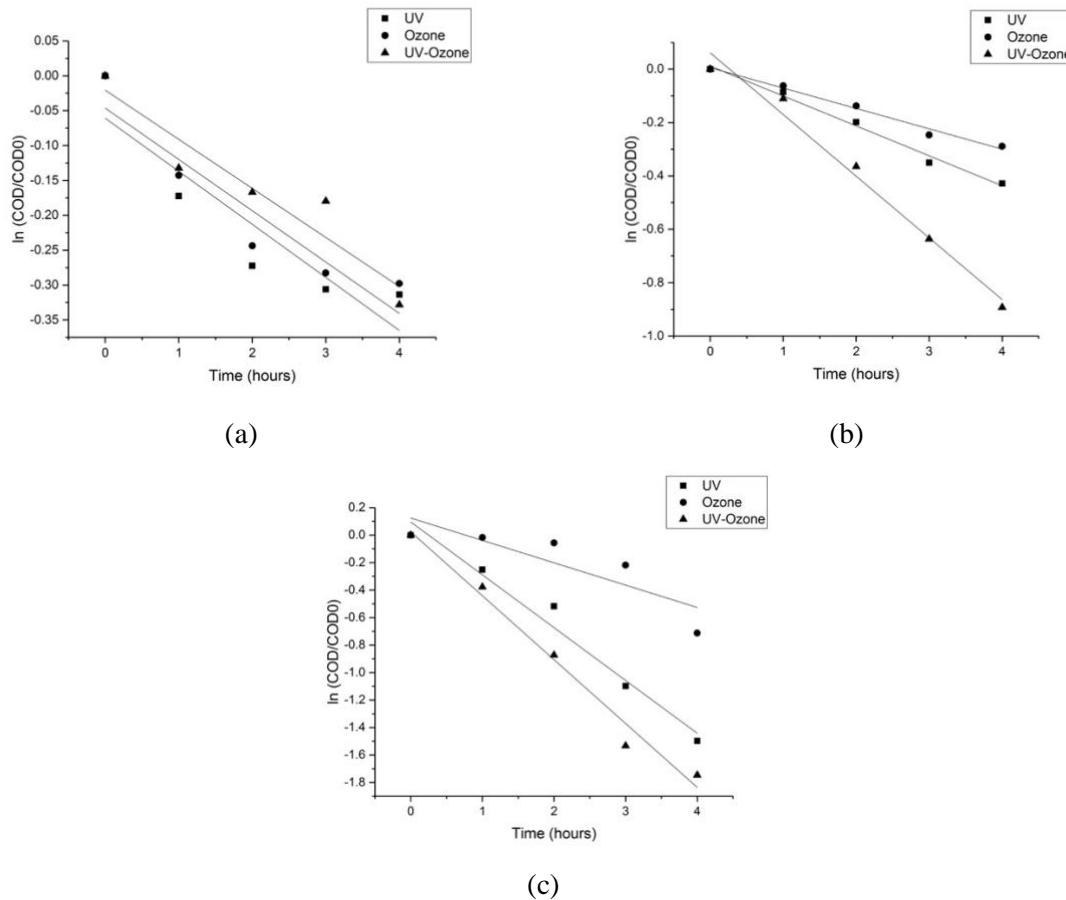 UV
Ozone
UV-Ozone
0.05
0.00
-0.05
-0.10
-0.15
-0.20
-0.25
-0.30
-0.35
ln (COD/COD0)
0 1 2 3 4
Time (hours)
(a)
UV
Ozone
UV-Ozone
0.0
-0.2
-0.4
-0.6
-0.8
-1.0
ln (COD/COD0)
0 1 2 3 4
Time (hours)
(b)
UV
Ozone
UV-Ozone
0.2
0.0
-0.2
-0.4
-0.6
-0.8
-1.0
-1.2
-1.4
-1.6
-1.8
ln (COD/COD0)
0 1 2 3 4
Time (hours)
(c)